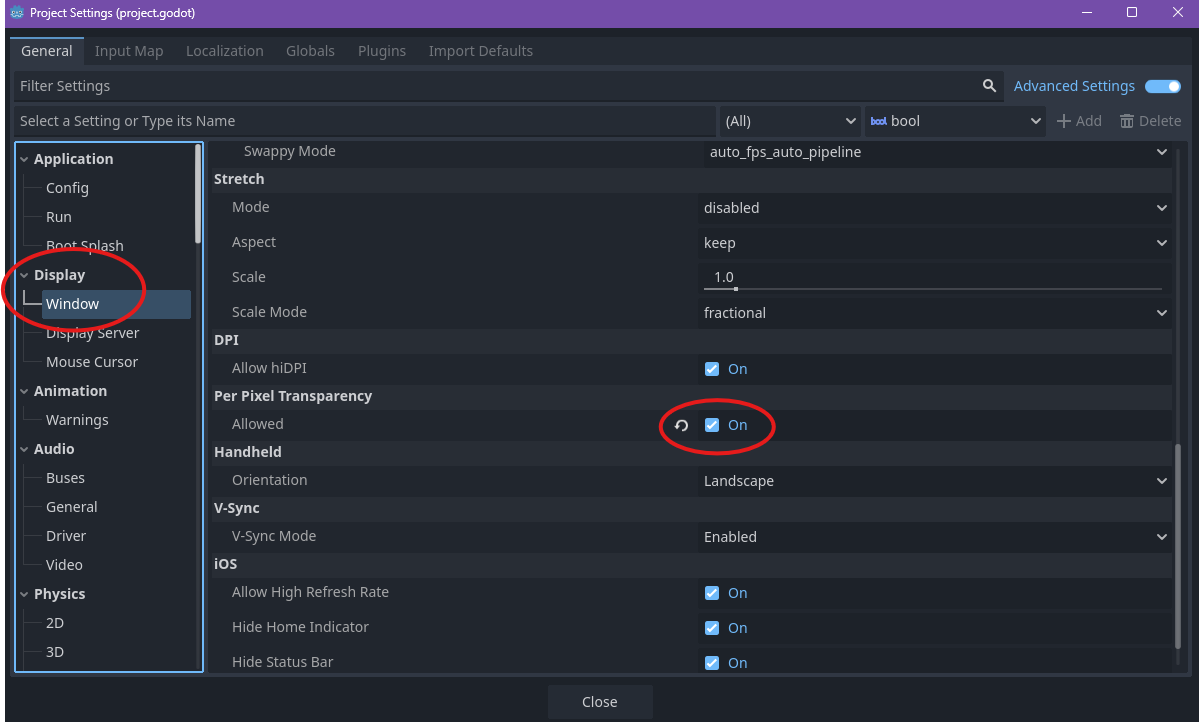 Project Settings (project.godot)
General Input Map Localization Globals Plugins Import Defaults
Filter Settings Advanced Settings
Select a Setting or Type its Name (All) bool bool Add Delete
Application
Config
Run
Boot Splash
Display
Window
Display Server
Mouse Cursor
Animation
Warnings
Audio
Buses
General
Driver
Video
Physics
2D
3D
Swappy Mode auto_fps_auto_pipeline
Stretch
Mode disabled
Aspect keep
Scale 1.0
Scale Mode fractional
DPI
Allow hiDPI On
Per Pixel Transparency
Allowed On
Handheld
Orientation Landscape
V-Sync
V-Sync Mode Enabled
iOS
Allow High Refresh Rate On
Hide Home Indicator On
Hide Status Bar On
Close